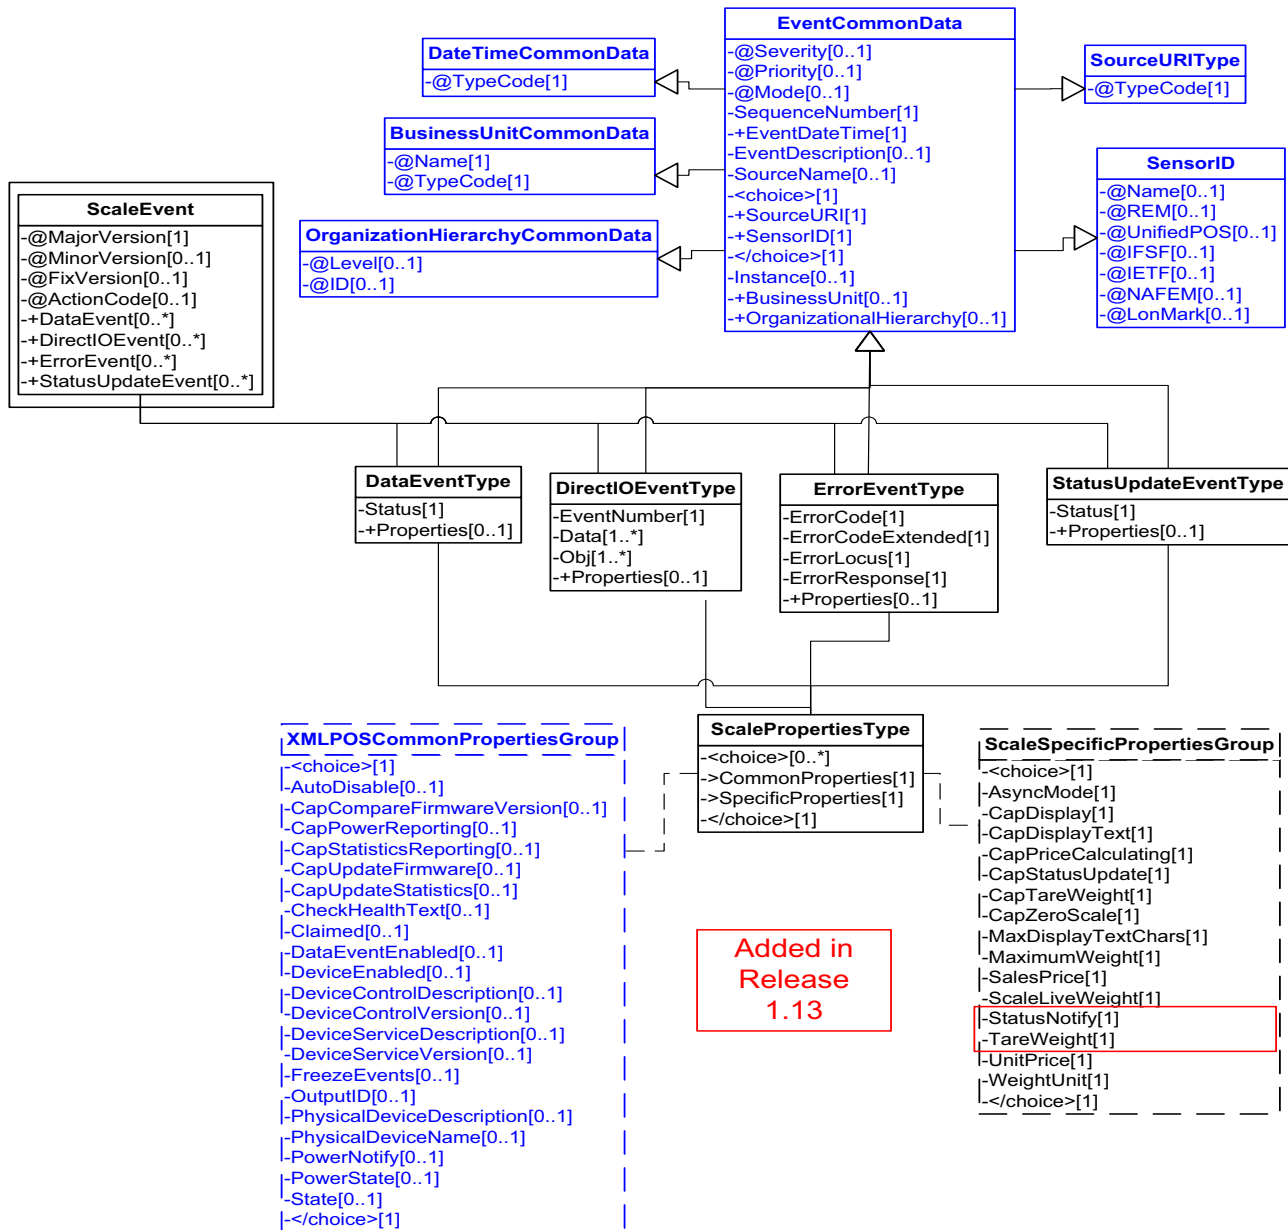 EventCommonData
-@Severity[0..1]
-@Priority[0..1]
-@Mode[0..1]
-SequenceNumber[1]
-+EventDateTime[1]
-EventDescription[0..1]
-SourceName[0..1]
-<choice>[1]
-+SourceURI[1]
-+SensorID[1]
-</choice>[1]
-Instance[0..1]
-+BusinessUnit[0..1]
-+OrganizationalHierarchy[0..1]
DateTimeCommonData
-@TypeCode[1]
BusinessUnitCommonData
-@Name[1]
-@TypeCode[1]
OrganizationHierarchyCommonData
-@Level[0..1]
-@ID[0..1]
SourceURIType
-@TypeCode[1]
SensorID
-@Name[0..1]
-@REM[0..1]
-@UnifiedPOS[0..1]
-@IFSF[0..1]
-@IETF[0..1]
-@NAFEM[0..1]
-@LonMark[0..1]
ScaleEvent
-@MajorVersion[1]
-@MinorVersion[0..1]
-@FixVersion[0..1]
-@ActionCode[0..1]
-+DataEvent[0..*]
-+DirectIOEvent[0..*]
-+ErrorEvent[0..*]
-+StatusUpdateEvent[0..*]
DataEventType
-Status[1]
-+Properties[0..1]
DirectIOEventType
-EventNumber[1]
-Data[1..*]
-Obj[1..*]
-+Properties[0..1]
ErrorEventType
-ErrorCode[1]
-ErrorCodeExtended[1]
-ErrorLocus[1]
-ErrorResponse[1]
-+Properties[0..1]
StatusUpdateEventType
-Status[1]
-+Properties[0..1]
XMLPOSCommonPropertiesGroup
-<choice>[1]
-AutoDisable[0..1]
-CapCompareFirmwareVersion[0..1]
-CapPowerReporting[0..1]
-CapStatisticsReporting[0..1]
-CapUpdateFirmware[0..1]
-CapUpdateStatistics[0..1]
-CheckHealthText[0..1]
-Claimed[0..1]
-DataEventEnabled[0..1]
-DeviceEnabled[0..1]
-DeviceControlDescription[0..1]
-DeviceControlVersion[0..1]
-DeviceServiceDescription[0..1]
-DeviceServiceVersion[0..1]
-FreezeEvents[0..1]
-OutputID[0..1]
-PhysicalDeviceDescription[0..1]
-PhysicalDeviceName[0..1]
-PowerNotify[0..1]
-PowerState[0..1]
-State[0..1]
-</choice>[1]
ScalePropertiesType
-<choice>[0..*]
->CommonProperties[1]
->SpecificProperties[1]
-</choice>[1]
Added in
Release
1.13
ScaleSpecificPropertiesGroup
-<choice>[1]
-AsyncMode[1]
-CapDisplay[1]
-CapDisplayText[1]
-CapPriceCalculating[1]
-CapStatusUpdate[1]
-CapTareWeight[1]
-CapZeroScale[1]
-MaxDisplayTextChars[1]
-MaximumWeight[1]
-SalesPrice[1]
-ScaleLiveWeight[1]
-StatusNotify[1]
-TareWeight[1]
-UnitPrice[1]
-WeightUnit[1]
-</choice>[1]